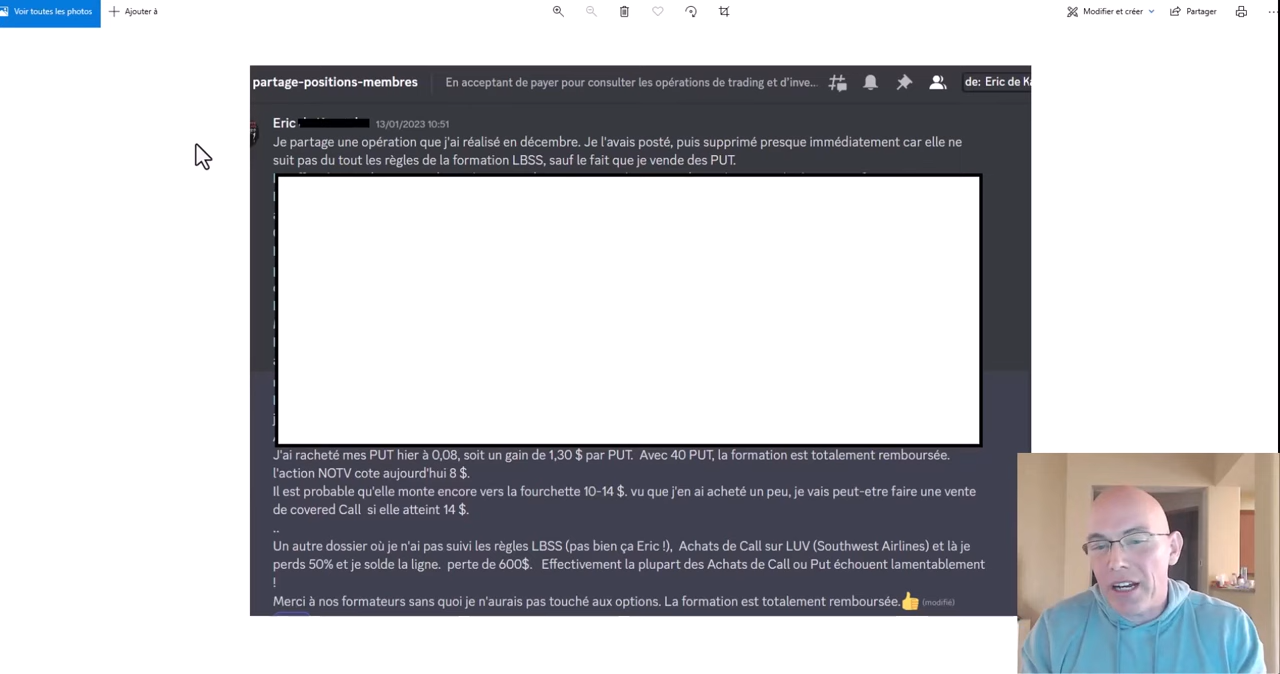 Voir toutes les photos
Ajouter à
Modifier et créer
Partager
partage-positions-membres
En acceptant de payer pour consulter les opérations de trading et d'inve...
de: Eric de Ka
Eric
13/01/2023 10:51
Je partage une opération que j'ai réalisé en décembre. Je l'avais posté, puis supprimé presque immédiatement car elle ne
suit pas du tout les règles de la formation LBSS, sauf le fait que je vende des PUT.
J'ai racheté mes PUT hier à 0,08, soit un gain de 1,30 $ par PUT. Avec 40 PUT, la formation est totalement remboursée.
l'action NOTV cote aujourd'hui 8 $.
Il est probable qu'elle monte encore vers la fourchette 10-14 $. vu que j'en ai acheté un peu, je vais peut-etre faire une vente
de covered Call si elle atteint 14 $.
..
Un autre dossier où je n'ai pas suivi les règles LBSS (pas bien ça Eric !), Achats de Call sur LUV (Southwest Airlines) et là je
perds 50% et je solde la ligne. perte de 600$. Effectivement la plupart des Achats de Call ou Put échouent lamentablement
!
Merci à nos formateurs sans quoi je n'aurais pas touché aux options. La formation est totalement remboursée.👍 (modifié)